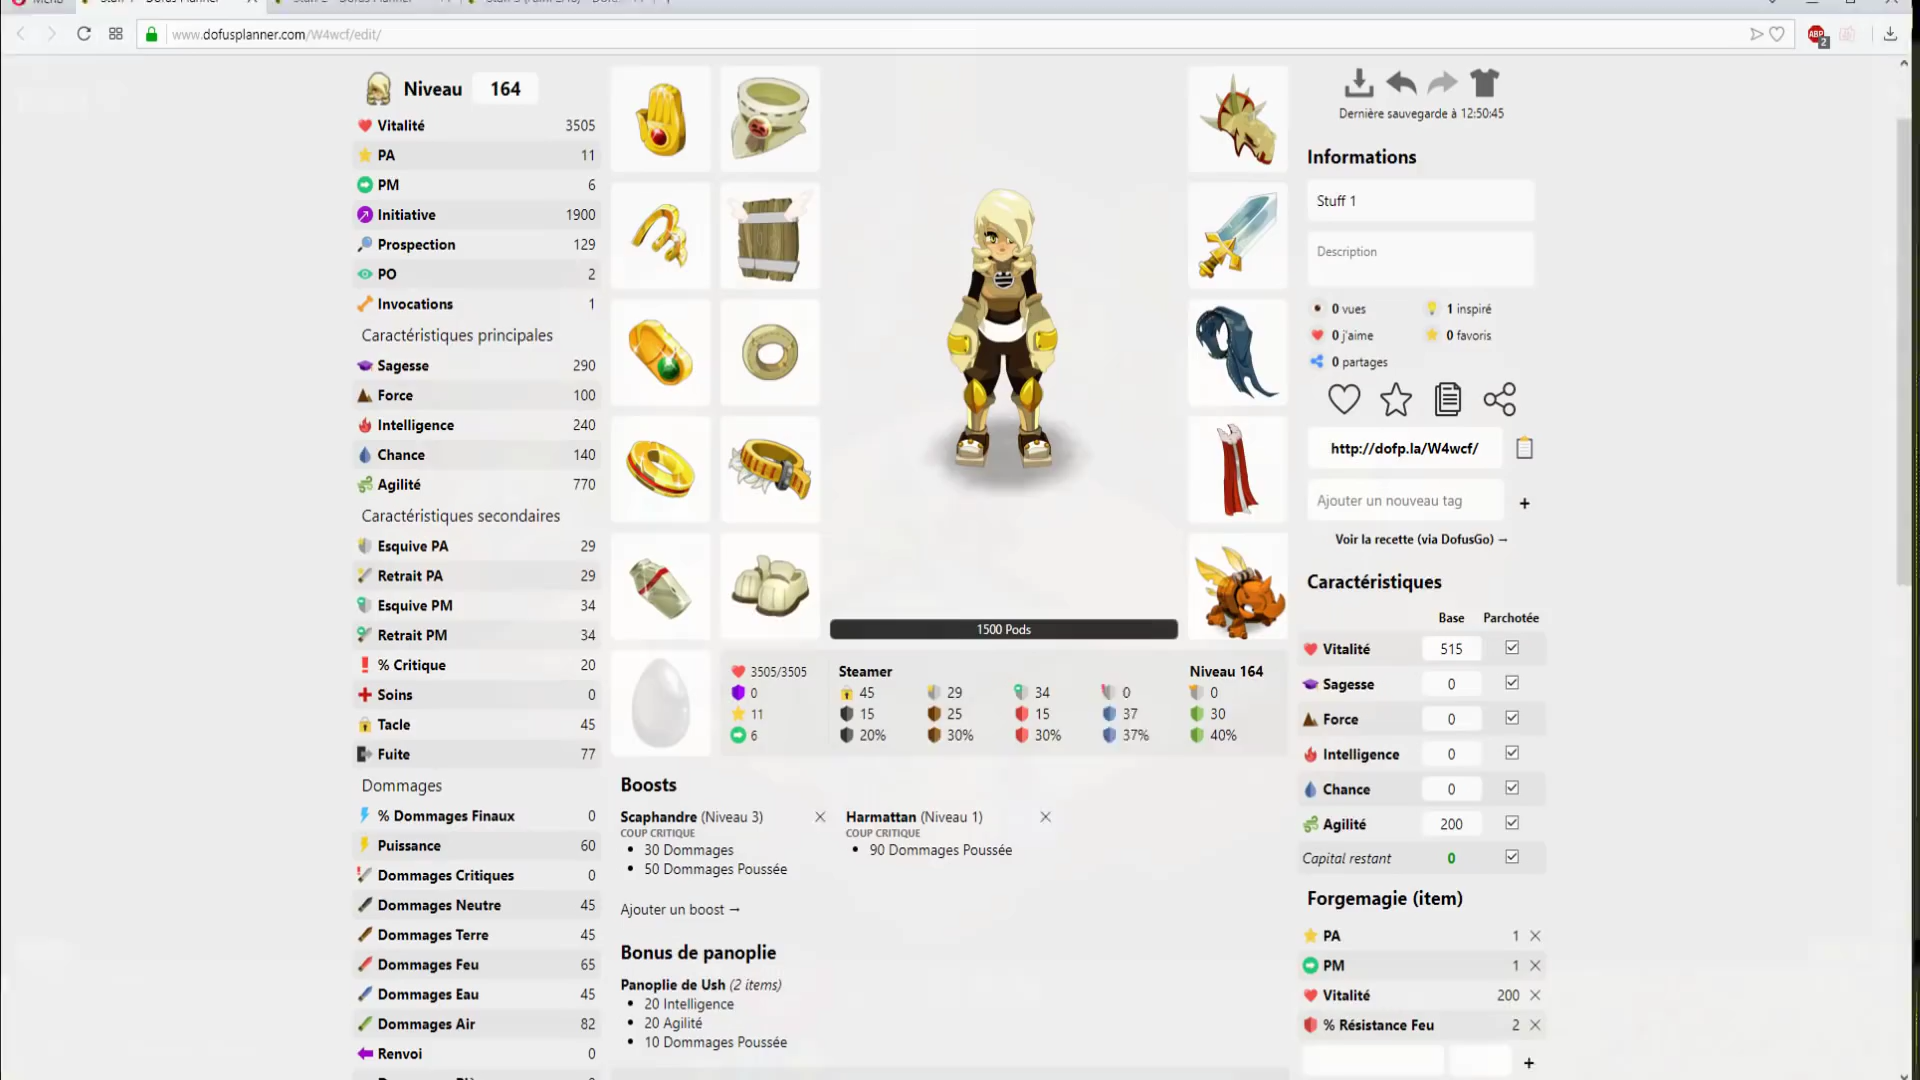 www.dofusplanner.com/W4wcf/edit/
ABP
2
Niveau 164
Vitalité 3505
PA 11
PM 6
Initiative 1900
Prospection 129
PO 2
Invocations 1
Caractéristiques principales
Sagesse 290
Force 100
Intelligence 240
Chance 140
Agilité 770
Caractéristiques secondaires
Esquive PA 29
Retrait PA 29
Esquive PM 34
Retrait PM 34
% Critique 20
Soins 0
Tacle 45
Fuite 77
Dommages
% Dommages Finaux 0
Puissance 60
Dommages Critiques 0
Dommages Neutre 45
Dommages Terre 45
Dommages Feu 65
Dommages Eau 45
Dommages Air 82
Renvoi 0
1500 Pods
3505/3505 Steamer Niveau 164
0 45 29 34 0 0
11 15 25 15 37 30
6 20% 30% 30% 37% 40%
Boosts
Scaphandre (Niveau 3)
COUP CRITIQUE
• 30 Dommages
• 50 Dommages Poussée
Harmattan (Niveau 1)
COUP CRITIQUE
• 90 Dommages Poussée
Ajouter un boost →
Bonus de panoplie
Panoplie de Ush (2 items)
• 20 Intelligence
• 20 Agilité
• 10 Dommages Poussée
Dernière sauvegarde à 12:50:45
Informations
Stuff 1
Description
0 vues 1 inspiré
0 j'aime 0 favoris
0 partages
http://dofp.la/W4wcf/
Ajouter un nouveau tag +
Voir la recette (via DofusGo) →
Caractéristiques
Base Parchotée
Vitalité 515
Sagesse 0
Force 0
Intelligence 0
Chance 0
Agilité 200
Capital restant 0
Forgemagie (item)
PA 1
PM 1
Vitalité 200
% Résistance Feu 2
+